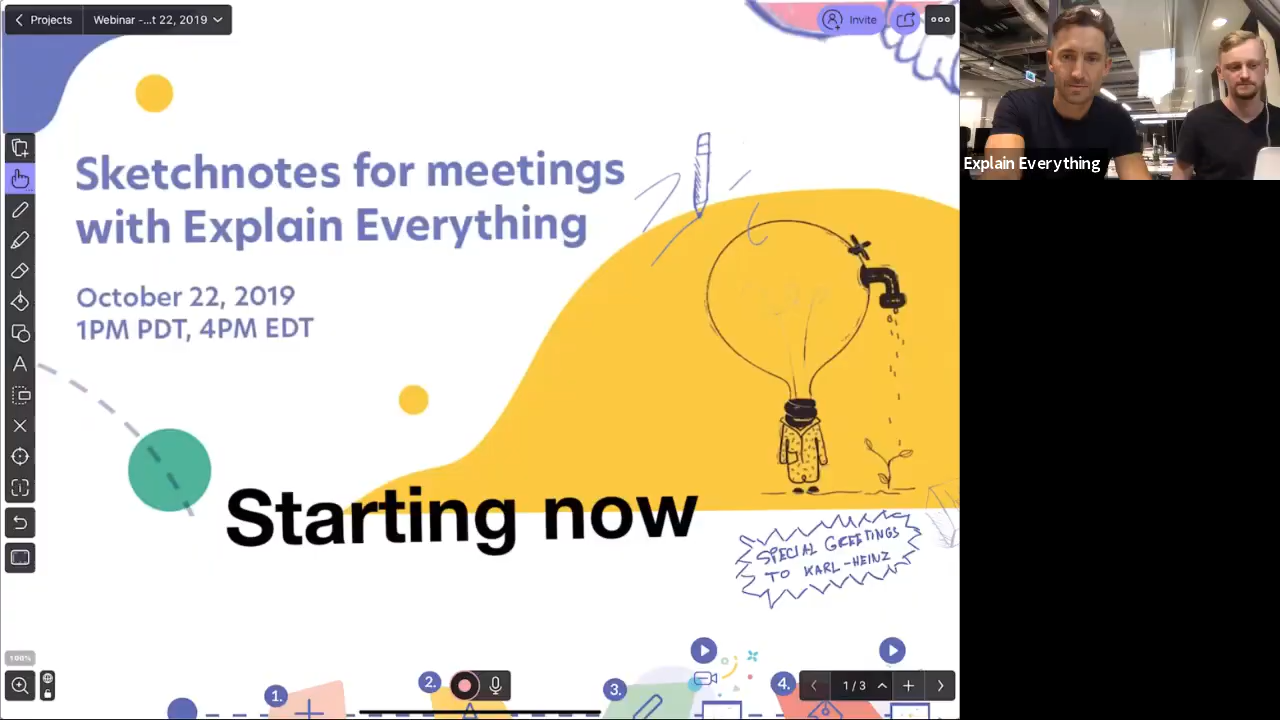 Projects
Webinar -...t 22, 2019
Invite
Explain Everything
Sketchnotes for meetings
with Explain Everything
October 22, 2019
1PM PDT, 4PM EDT
Starting now
SPECIAL GREETINGS
TO KARL-HEINZ
A
100%
1.
2.
3.
4.
1/3